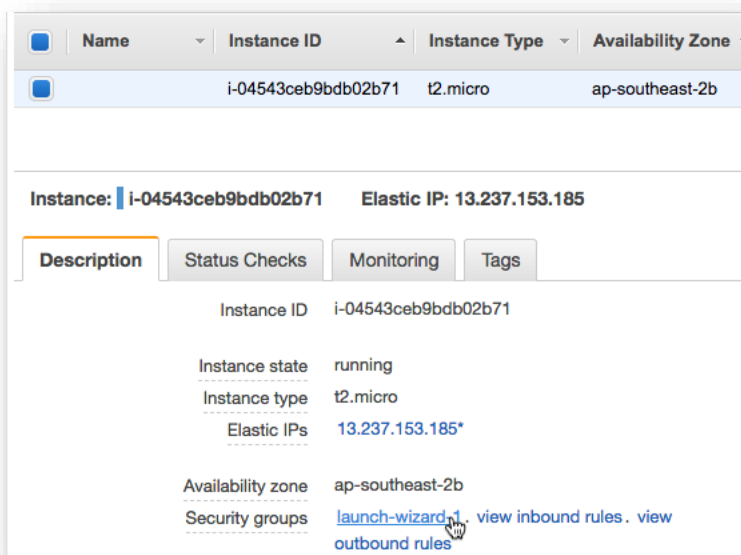 Name Instance ID Instance Type Availability Zone
i-04543ceb9bdb02b71 t2.micro ap-southeast-2b
Instance: i-04543ceb9bdb02b71 Elastic IP: 13.237.153.185
Description Status Checks Monitoring Tags
Instance ID i-04543ceb9bdb02b71
Instance state running
Instance type t2.micro
Elastic IPs 13.237.153.185*
Availability zone ap-southeast-2b
Security groups launch-wizard-1. view inbound rules. view
outbound rules